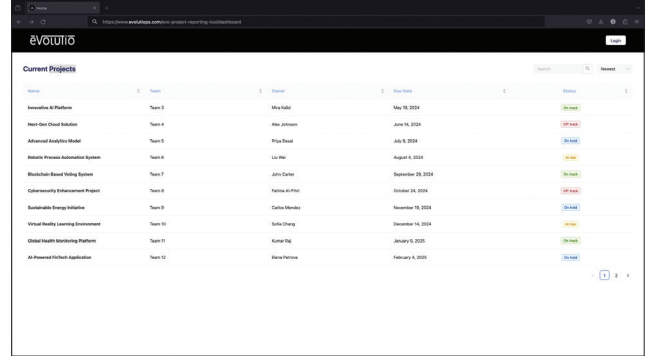 Home
https://www.evolutiopa.com/evo-project-reporting-tool/dashboard
ēVOLUTIŌ
Login
Current Projects
Search
Newest
Name Team Owner Due Date Status
Innovative AI Platform Team 3 Mira Kalid May 19, 2024 On track
Next-Gen Cloud Solution Team 4 Alex Johnson June 14, 2024 Off track
Advanced Analytics Model Team 5 Priya Desai July 9, 2024 On hold
Robotic Process Automation System Team 6 Liu Wei August 4, 2024 At risk
Blockchain Based Voting System Team 7 John Carter September 29, 2024 On track
Cybersecurity Enhancement Project Team 8 Fatima Al-Fihri October 24, 2024 Off track
Sustainable Energy Initiative Team 9 Carlos Mendez November 19, 2024 On hold
Virtual Reality Learning Environment Team 10 Sofia Chang December 14, 2024 At risk
Global Health Monitoring Platform Team 11 Kumar Raj January 9, 2025 On track
AI-Powered FinTech Application Team 12 Elena Petrova February 4, 2025 On hold
1 2